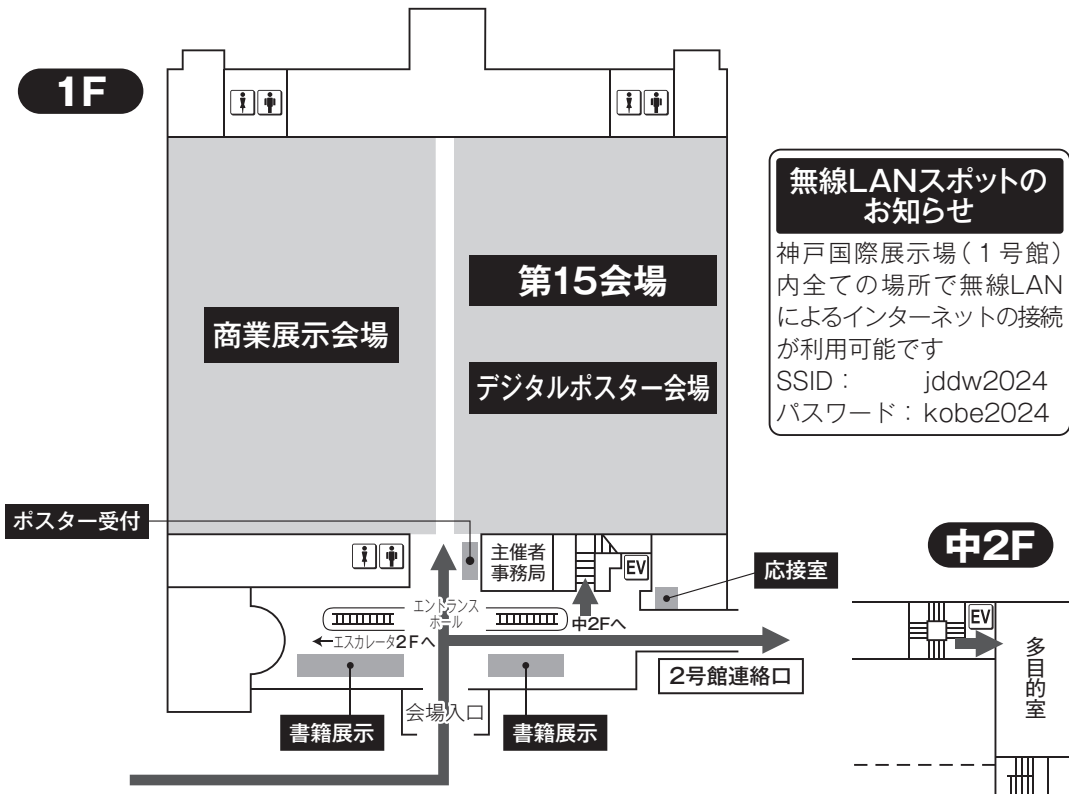 1F
無線LANスポットの
お知らせ
神戸国際展示場(1号館)
内全ての場所で無線LAN
によるインターネットの接続
が利用可能です
SSID: jddw2024
パスワード:kobe2024
第15会場
商業展示会場
デジタルポスター会場
ポスター受付
主催者
事務局
EV
応接室
エントランス
ホール
中2Fへ
←エスカレータ2Fへ
2号館連絡口
会場入口
書籍展示
書籍展示
中2F
EV
多目的室